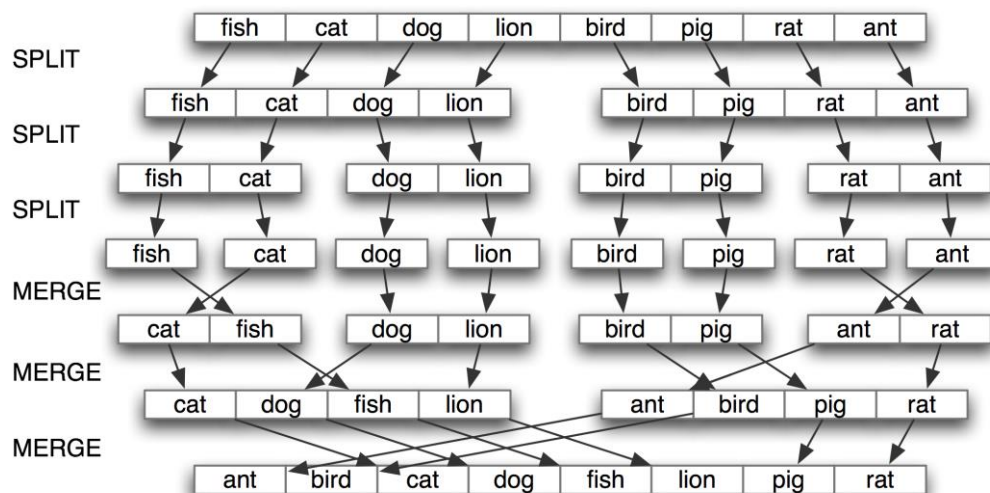 fish cat dog lion bird pig rat ant
SPLIT
fish cat dog lion bird pig rat ant
SPLIT
fish cat dog lion bird pig rat ant
SPLIT
fish cat dog lion bird pig rat ant
MERGE
cat fish dog lion bird pig ant rat
MERGE
cat dog fish lion ant bird pig rat
MERGE
ant bird cat dog fish lion pig rat